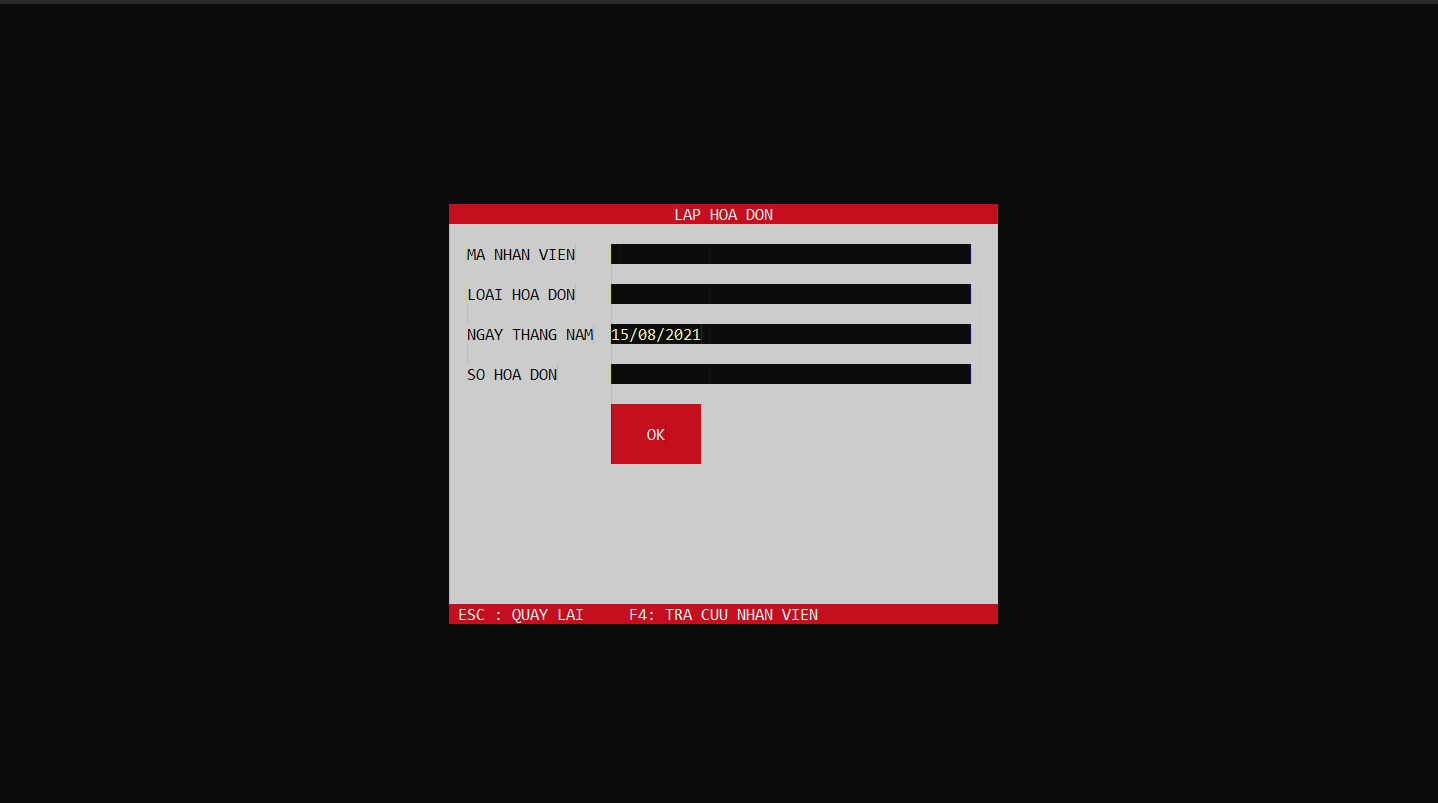 LAP HOA DON
MA NHAN VIEN
LOAI HOA DON
NGAY THANG NAM 15/08/2021
SO HOA DON
OK
ESC : QUAY LAI F4: TRA CUU NHAN VIEN